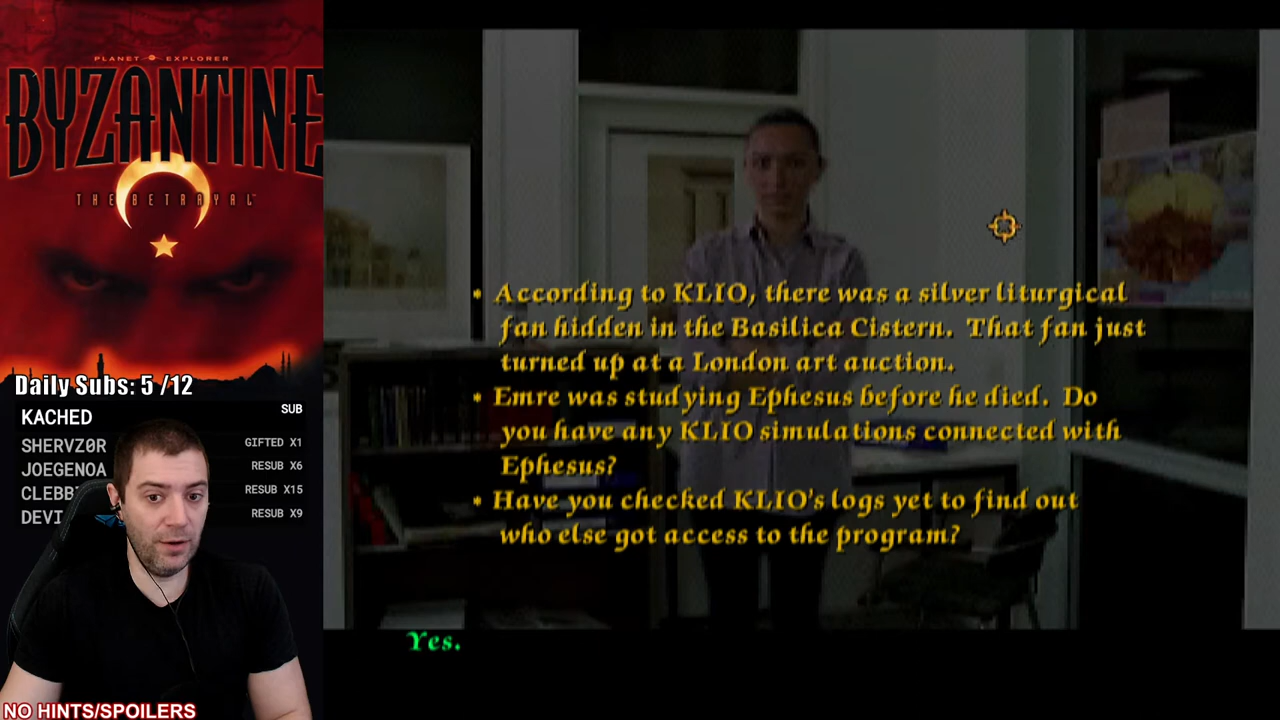 PLANET EXPLORER
BYZANTINE
THE BETRAYAL™
Daily Subs: 5 /12
KACHED SUB
SHERVZ0R GIFTED X1
JOEGENOA RESUB X6
CLEBB RESUB X15
DEVI RESUB X9
NO HINTS/SPOILERS
• According to KLIO, there was a silver liturgical
fan hidden in the Basilica Cistern. That fan just
turned up at a London art auction.
• Emre was studying Ephesus before he died. Do
you have any KLIO simulations connected with
Ephesus?
• Have you checked KLIO's logs yet to find out
who else got access to the program?
Yes.